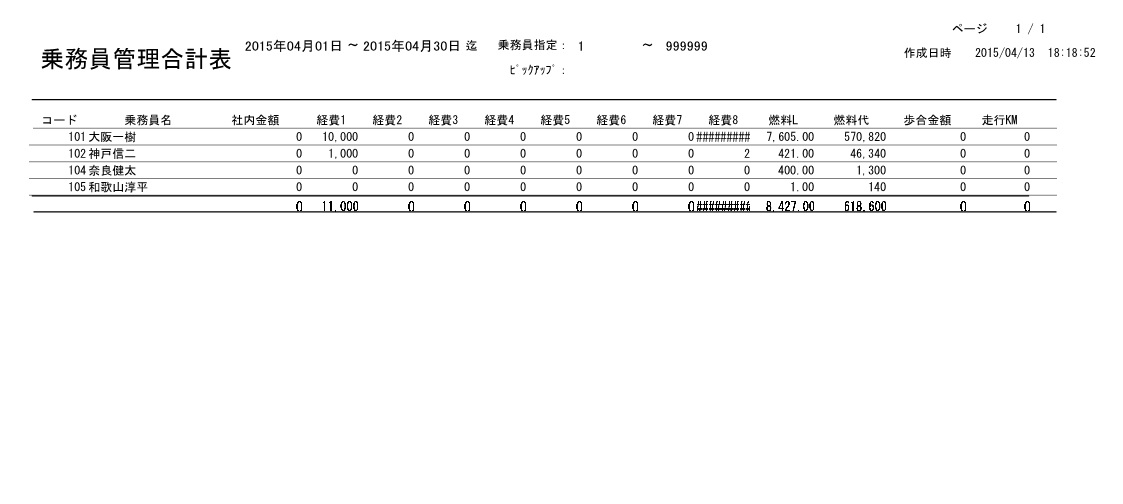 ページ 1 / 1
乗務員管理合計表 2015年04月01日 ～ 2015年04月30日 迄 乗務員指定： 1 ～ 999999
作成日時 2015/04/13 18:18:52
ﾋﾟｯｸｱｯﾌﾟ：
コード 乗務員名 社内金額 経費1 経費2 経費3 経費4 経費5 経費6 経費7 経費8 燃料L 燃料代 歩合金額 走行KM
101 大阪一樹 0 10,000 0 0 0 0 0 0 ######### 7,605.00 570,820 0 0
102 神戸信二 0 1,000 0 0 0 0 0 0 2 421.00 46,340 0 0
104 奈良健太 0 0 0 0 0 0 0 0 0 400.00 1,300 0 0
105 和歌山淳平 0 0 0 0 0 0 0 0 0 1.00 140 0 0
0 11,000 0 0 0 0 0 0 ######### 8,427.00 618,600 0 0